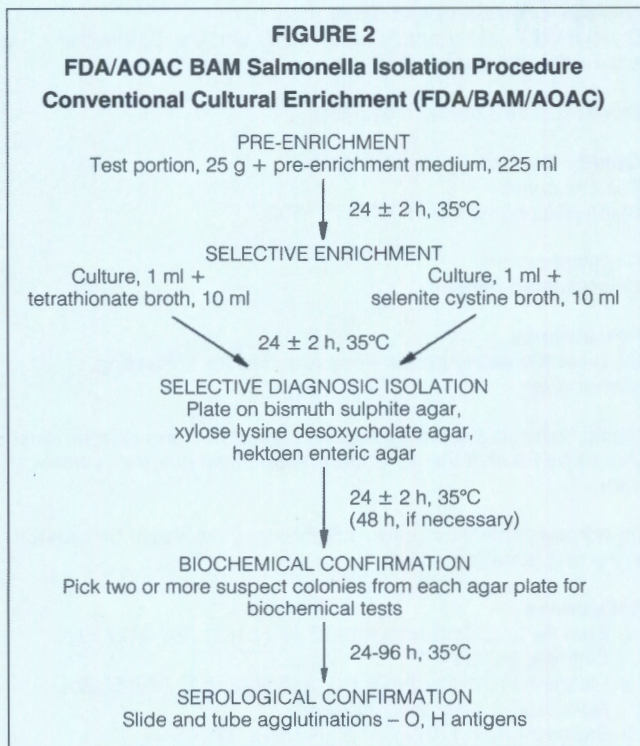 FIGURE 2
FDA/AOAC BAM Salmonella Isolation Procedure
Conventional Cultural Enrichment (FDA/BAM/AOAC)
PRE-ENRICHMENT
Test portion, 25 g + pre-enrichment medium, 225 ml
24 ± 2 h, 35°C
SELECTIVE ENRICHMENT
Culture, 1 ml +
tetrathionate broth, 10 ml
Culture, 1 ml +
selenite cystine broth, 10 ml
24 ± 2 h, 35°C
SELECTIVE DIAGNOSIC ISOLATION
Plate on bismuth sulphite agar,
xylose lysine desoxycholate agar,
hektoen enteric agar
24 ± 2 h, 35°C
(48 h, if necessary)
BIOCHEMICAL CONFIRMATION
Pick two or more suspect colonies from each agar plate for
biochemical tests
24-96 h, 35°C
SEROLOGICAL CONFIRMATION
Slide and tube agglutinations – O, H antigens